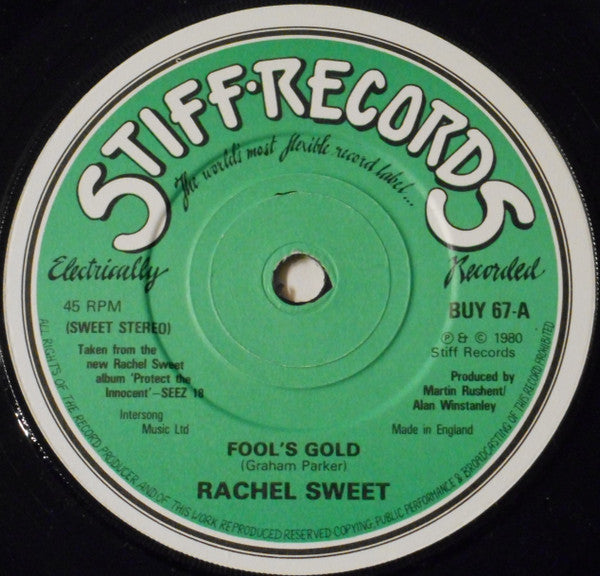 STIFF·RECORDS
The world's most flexible record label...
Electrically
Recorded
45 RPM
(SWEET STEREO)
Taken from the
new Rachel Sweet
album 'Protect the
Innocent'–SEEZ 18
Intersong
Music Ltd
BUY 67-A
℗ & © 1980
Stiff Records
Produced by
Martin Rushent/
Alan Winstanley
Made in England
FOOL'S GOLD
(Graham Parker)
RACHEL SWEET
ALL RIGHTS OF THE RECORD PRODUCER AND OF THIS WORK REPRODUCED RESERVED·COPYING·PUBLIC PERFORMANCE & BROADCASTING OF THIS RECORD PROHIBITED